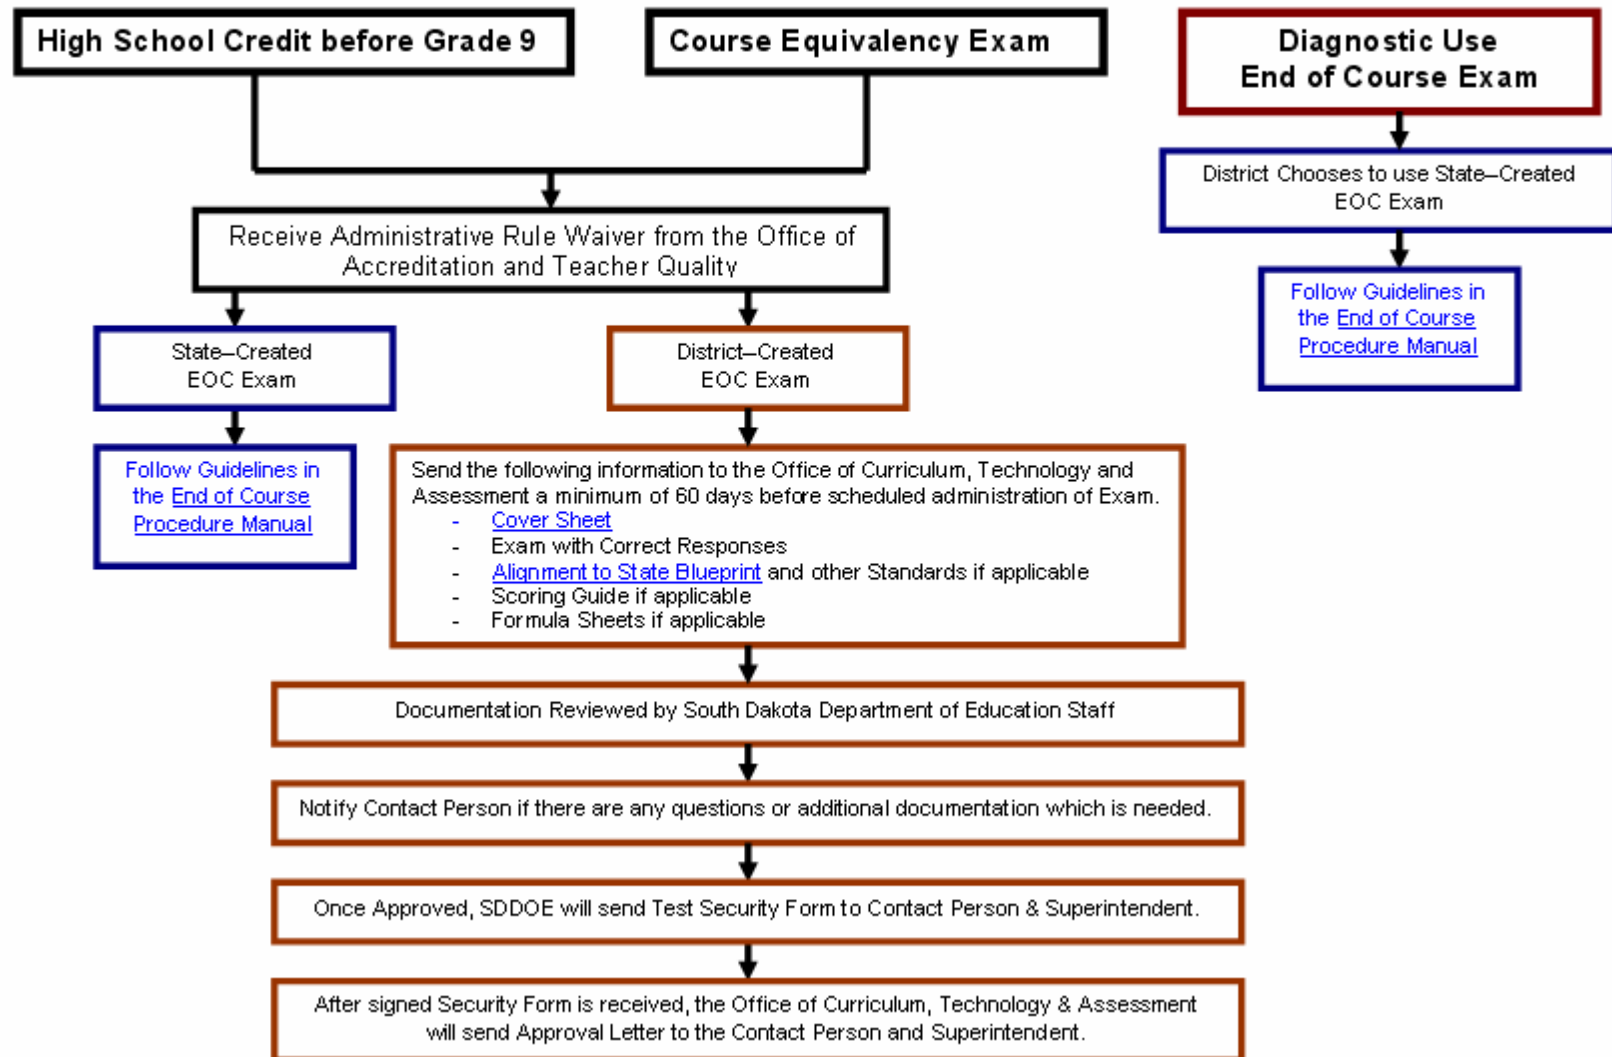 High School Credit before Grade 9
Course Equivalency Exam
Diagnostic Use
End of Course Exam
District Chooses to use State–Created
EOC Exam
Receive Administrative Rule Waiver from the Office of
Accreditation and Teacher Quality
Follow Guidelines in
the End of Course
Procedure Manual
State–Created
EOC Exam
District–Created
EOC Exam
Follow Guidelines in
the End of Course
Procedure Manual
Send the following information to the Office of Curriculum, Technology and
Assessment a minimum of 60 days before scheduled administration of Exam.
- Cover Sheet
- Exam with Correct Responses
- Alignment to State Blueprint and other Standards if applicable
- Scoring Guide if applicable
- Formula Sheets if applicable
Documentation Reviewed by South Dakota Department of Education Staff
Notify Contact Person if there are any questions or additional documentation which is needed.
Once Approved, SDDOE will send Test Security Form to Contact Person & Superintendent.
After signed Security Form is received, the Office of Curriculum, Technology & Assessment
will send Approval Letter to the Contact Person and Superintendent.